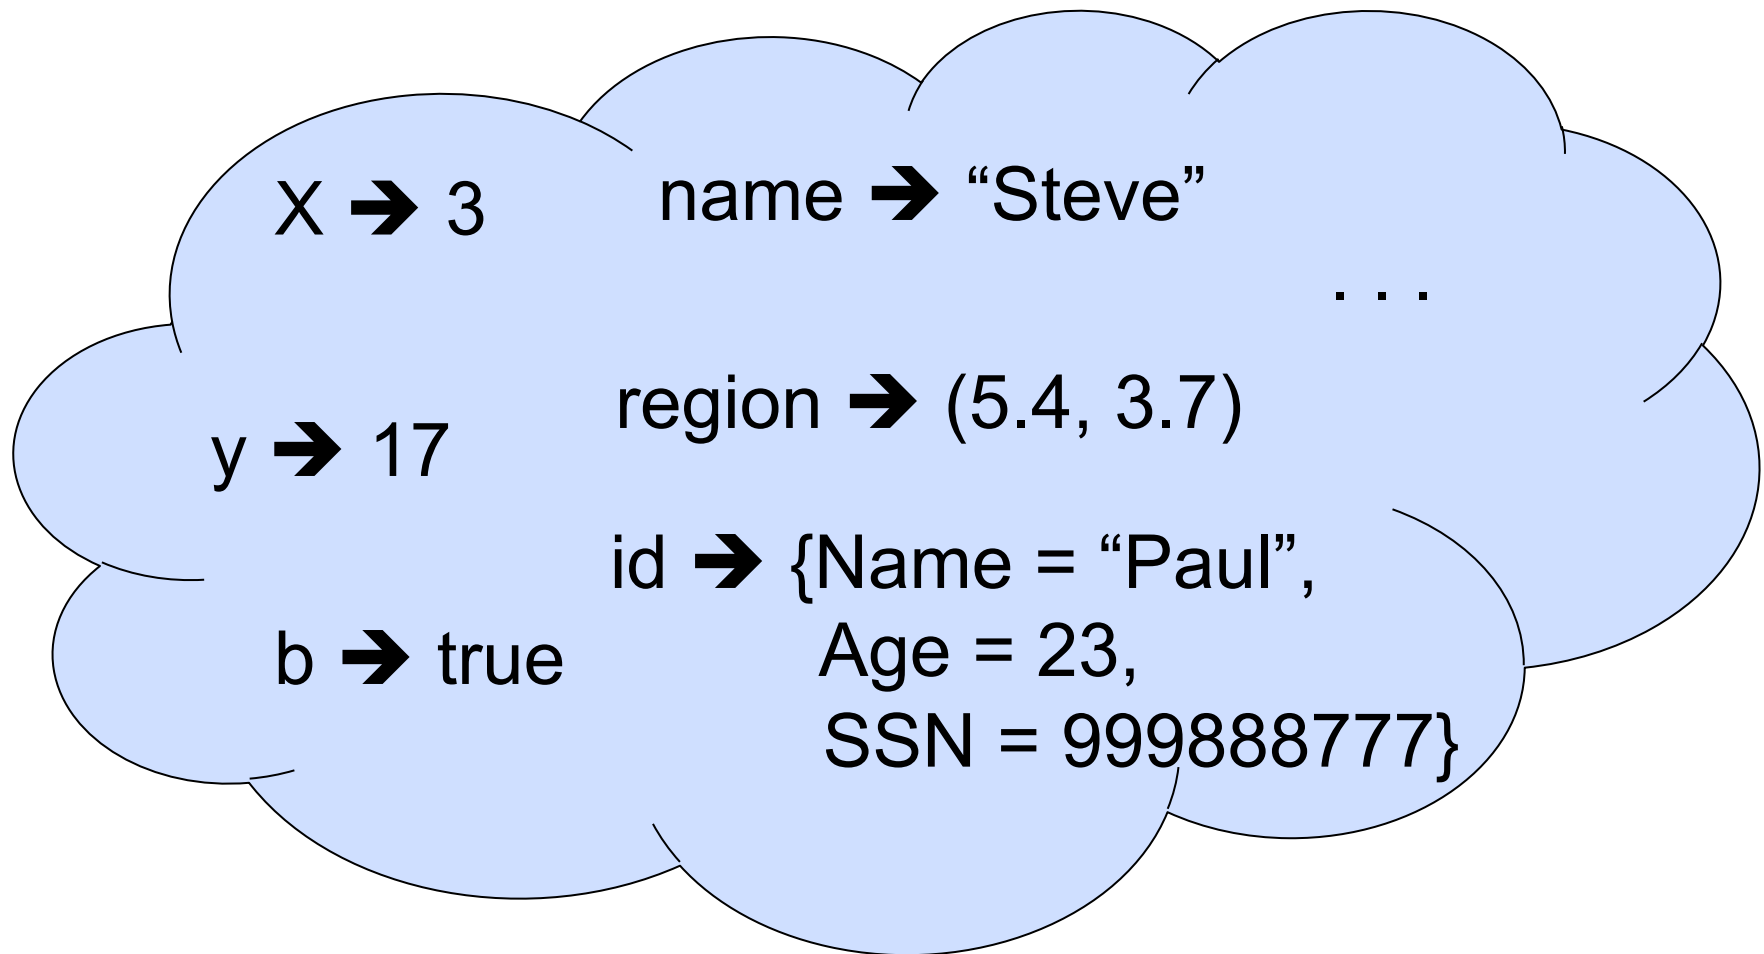 X ➔ 3
name ➔ “Steve”
. . .
region ➔ (5.4, 3.7)
y ➔ 17
id ➔ {Name = “Paul”,
Age = 23,
SSN = 999888777}
b ➔ true